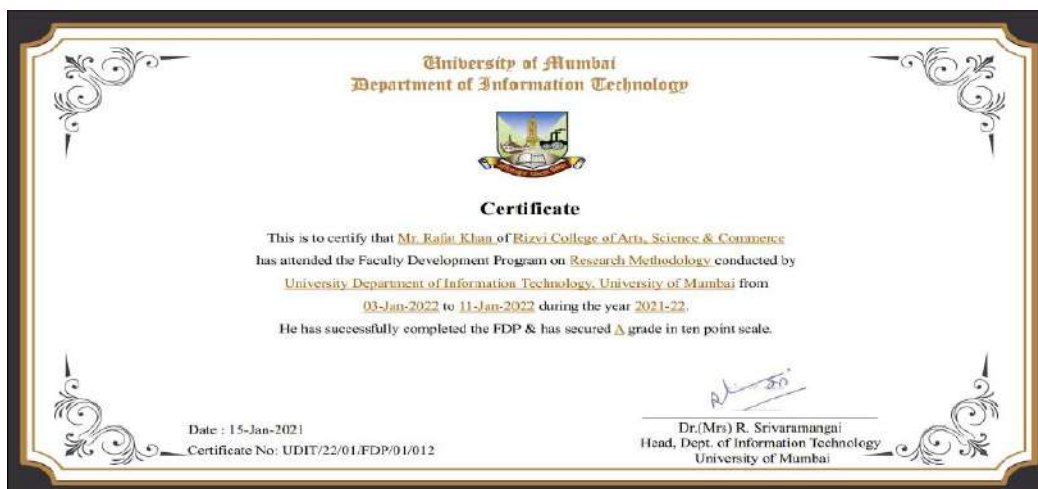 University of Mumbai
Department of Information Technology
Certificate
This is to certify that Mr. Rafat Khan of Rizvi College of Arts, Science & Commerce
has attended the Faculty Development Program on Research Methodology conducted by
University Department of Information Technology, University of Mumbai from
03-Jan-2022 to 11-Jan-2022 during the year 2021-22.
He has successfully completed the FDP & has secured A grade in ten point scale.
Date : 15-Jan-2021
Certificate No: UDIT/22/01/FDP/01/012
Dr.(Mrs) R. Srivaramangai
Head, Dept. of Information Technology
University of Mumbai